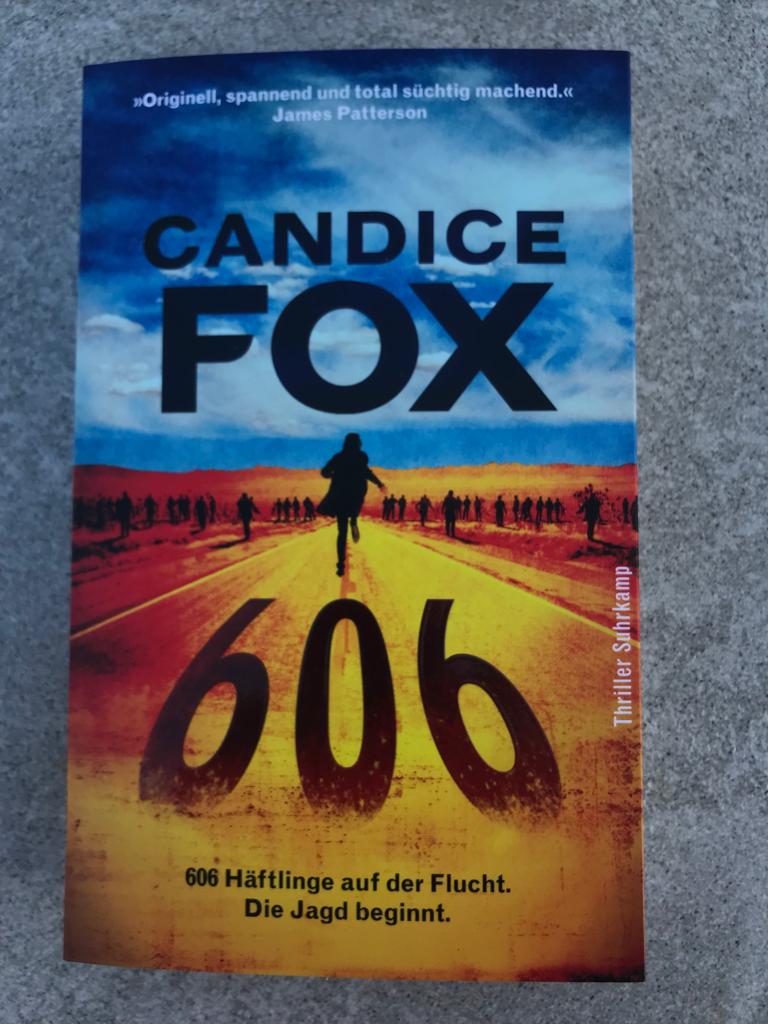 »Originell, spannend und total süchtig machend.«
James Patterson
CANDICE
FOX
Thriller Suhrkamp
606
606 Häftlinge auf der Flucht.
Die Jagd beginnt.